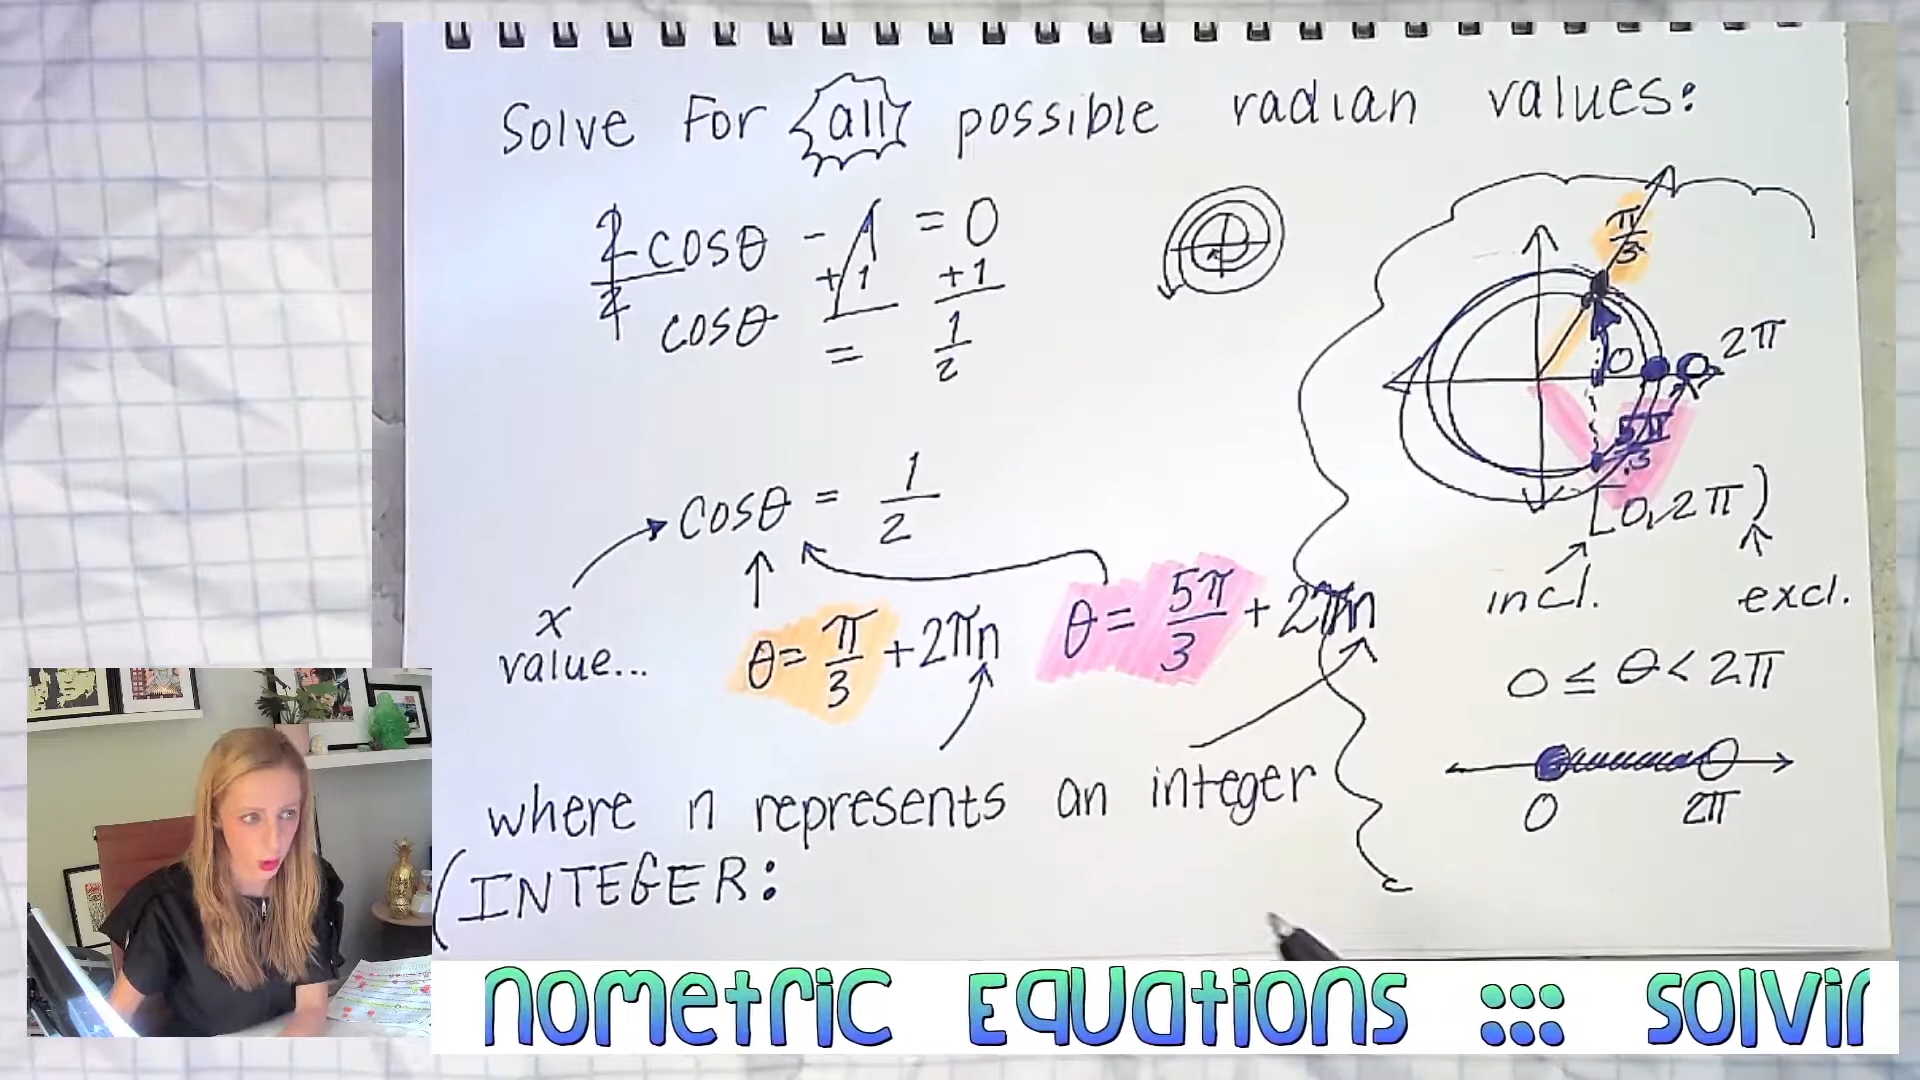 Solve For all possible radian values:
2cosθ - 1 = 0
2 + 1 +1
cosθ = 1/2
cosθ = 1/2
x
value...
θ = π/3 + 2πn
θ = 5π/3 + 2πn
where n represents an integer
(INTEGER:
π/3
0 2π
5π/3
[0, 2π)
incl. excl.
0 ≤ θ < 2π
0 2π
NOMETRIC EQUATIONS ::: SOLVI